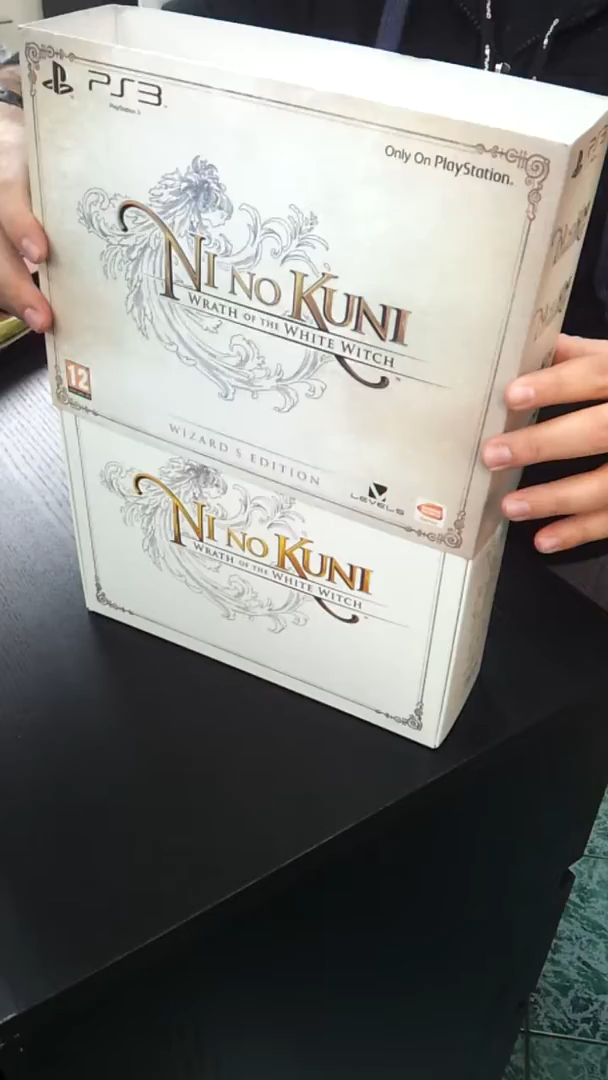 PS3
PlayStation 3
Only On PlayStation.
NI NO KUNI
WRATH OF THE WHITE WITCH
™
12
WIZARD'S EDITION
LEVEL5
NI NO KUNI
WRATH OF THE WHITE WITCH